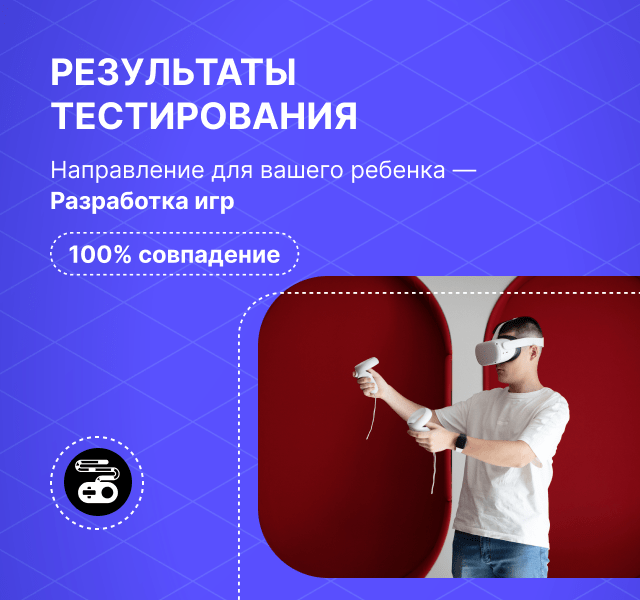 РЕЗУЛЬТАТЫ
ТЕСТИРОВАНИЯ
Направление для вашего ребенка —
Разработка игр
100% совпадение